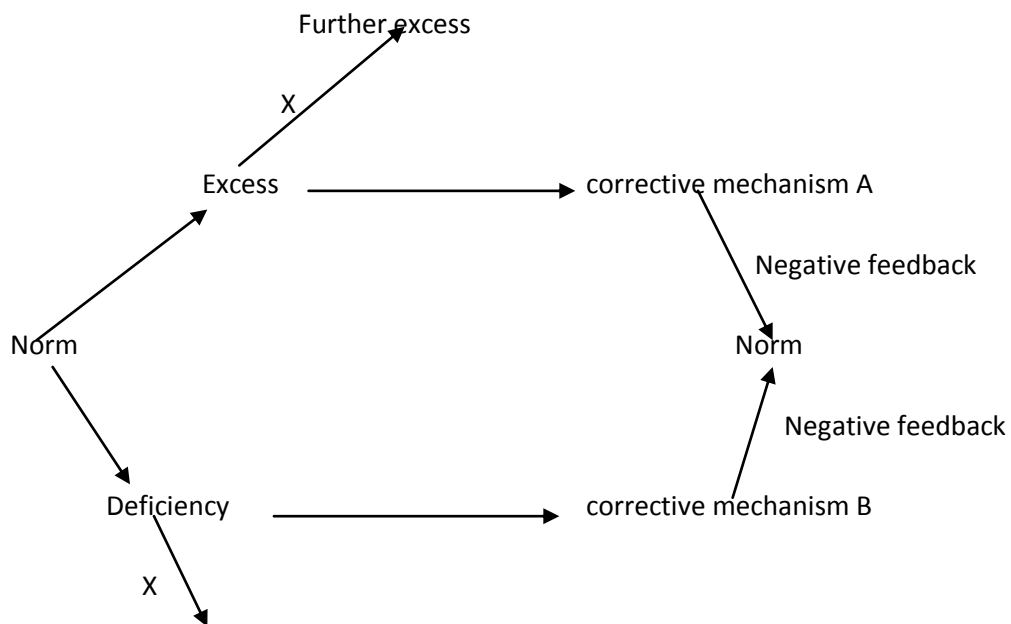 Further excess
X
Excess
corrective mechanism A
Negative feedback
Norm
Norm
Negative feedback
Deficiency
corrective mechanism B
X